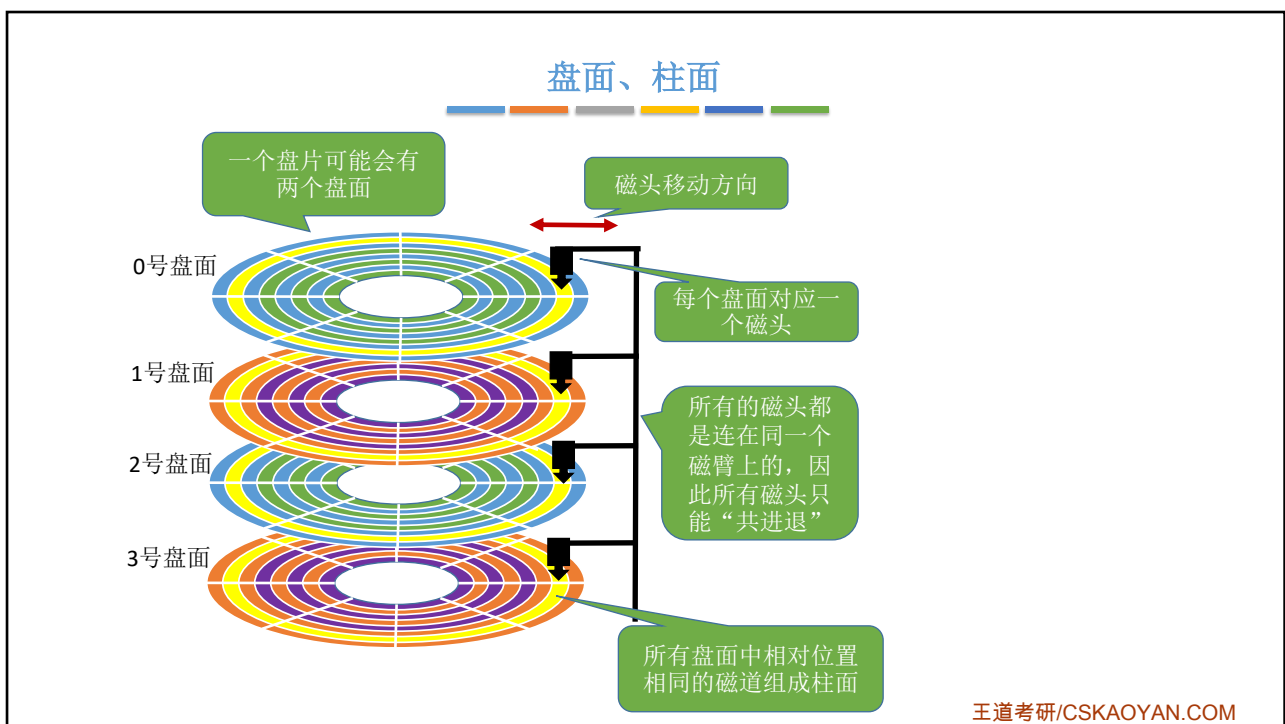 盘面、柱面
一个盘片可能会有
两个盘面
磁头移动方向
0号盘面
每个盘面对应一
个磁头
1号盘面
所有的磁头都
是连在同一个
磁臂上的，因
此所有磁头只
能“共进退”
2号盘面
3号盘面
所有盘面中相对位置
相同的磁道组成柱面
王道考研/CSKAOYAN.COM